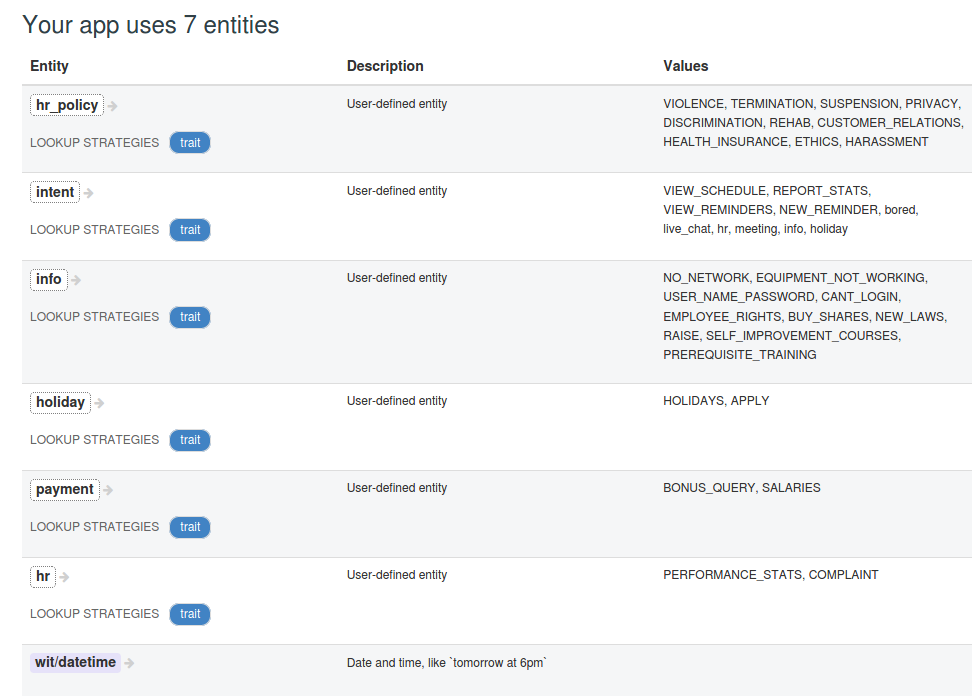 Your app uses 7 entities
Entity Description Values
hr_policy User-defined entity VIOLENCE, TERMINATION, SUSPENSION, PRIVACY,
DISCRIMINATION, REHAB, CUSTOMER_RELATIONS,
LOOKUP STRATEGIES trait HEALTH_INSURANCE, ETHICS, HARASSMENT
intent User-defined entity VIEW_SCHEDULE, REPORT_STATS,
VIEW_REMINDERS, NEW_REMINDER, bored,
LOOKUP STRATEGIES trait live_chat, hr, meeting, info, holiday
info User-defined entity NO_NETWORK, EQUIPMENT_NOT_WORKING,
USER_NAME_PASSWORD, CANT_LOGIN,
LOOKUP STRATEGIES trait EMPLOYEE_RIGHTS, BUY_SHARES, NEW_LAWS,
RAISE, SELF_IMPROVEMENT_COURSES,
PREREQUISITE_TRAINING
holiday User-defined entity HOLIDAYS, APPLY
LOOKUP STRATEGIES trait
payment User-defined entity BONUS_QUERY, SALARIES
LOOKUP STRATEGIES trait
hr User-defined entity PERFORMANCE_STATS, COMPLAINT
LOOKUP STRATEGIES trait
wit/datetime Date and time, like `tomorrow at 6pm`